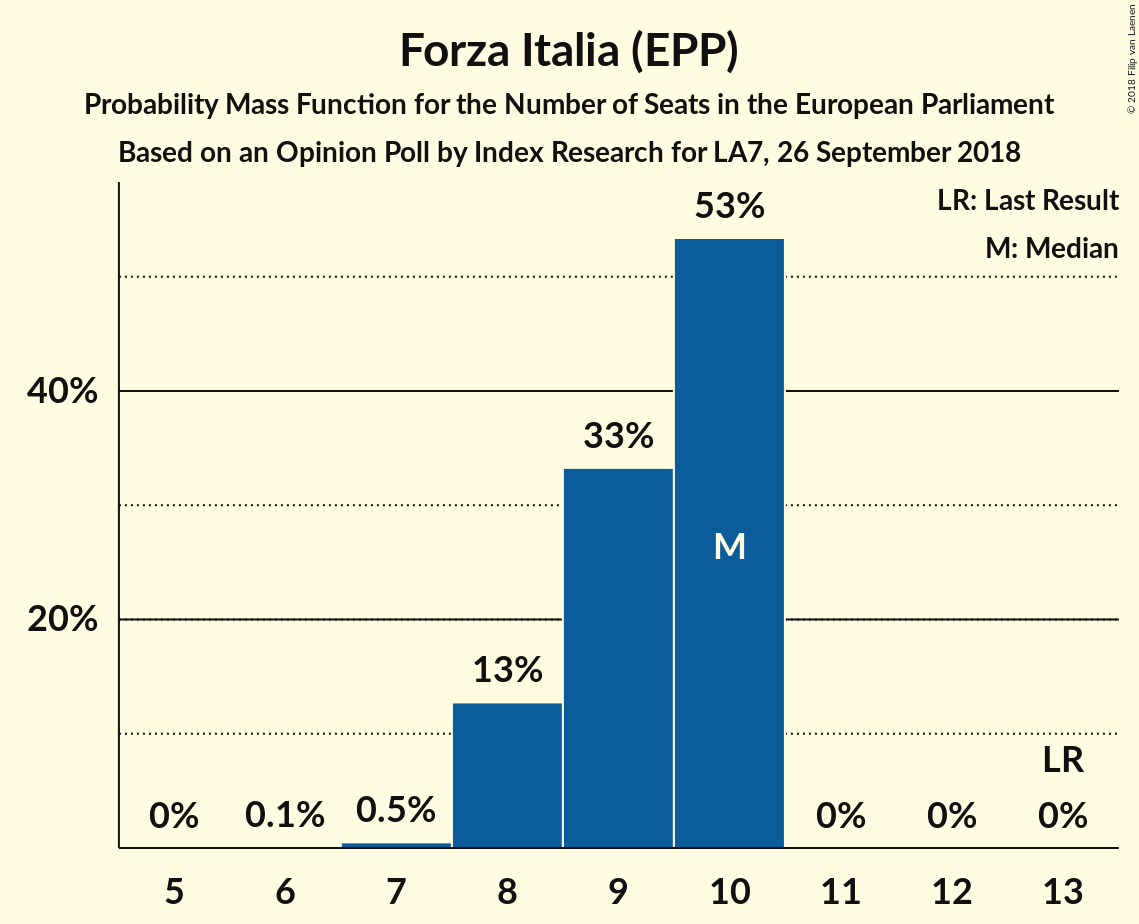 Forza Italia (EPP)
Probability Mass Function for the Number of Seats in the European Parliament
Based on an Opinion Poll by Index Research for LA7, 26 September 2018
© 2018 Filip van Laenen
LR: Last Result
M: Median
53%
40%
33%
M
20%
13%
LR
0% 0.1% 0.5% 0% 0% 0%
5 6 7 8 9 10 11 12 13